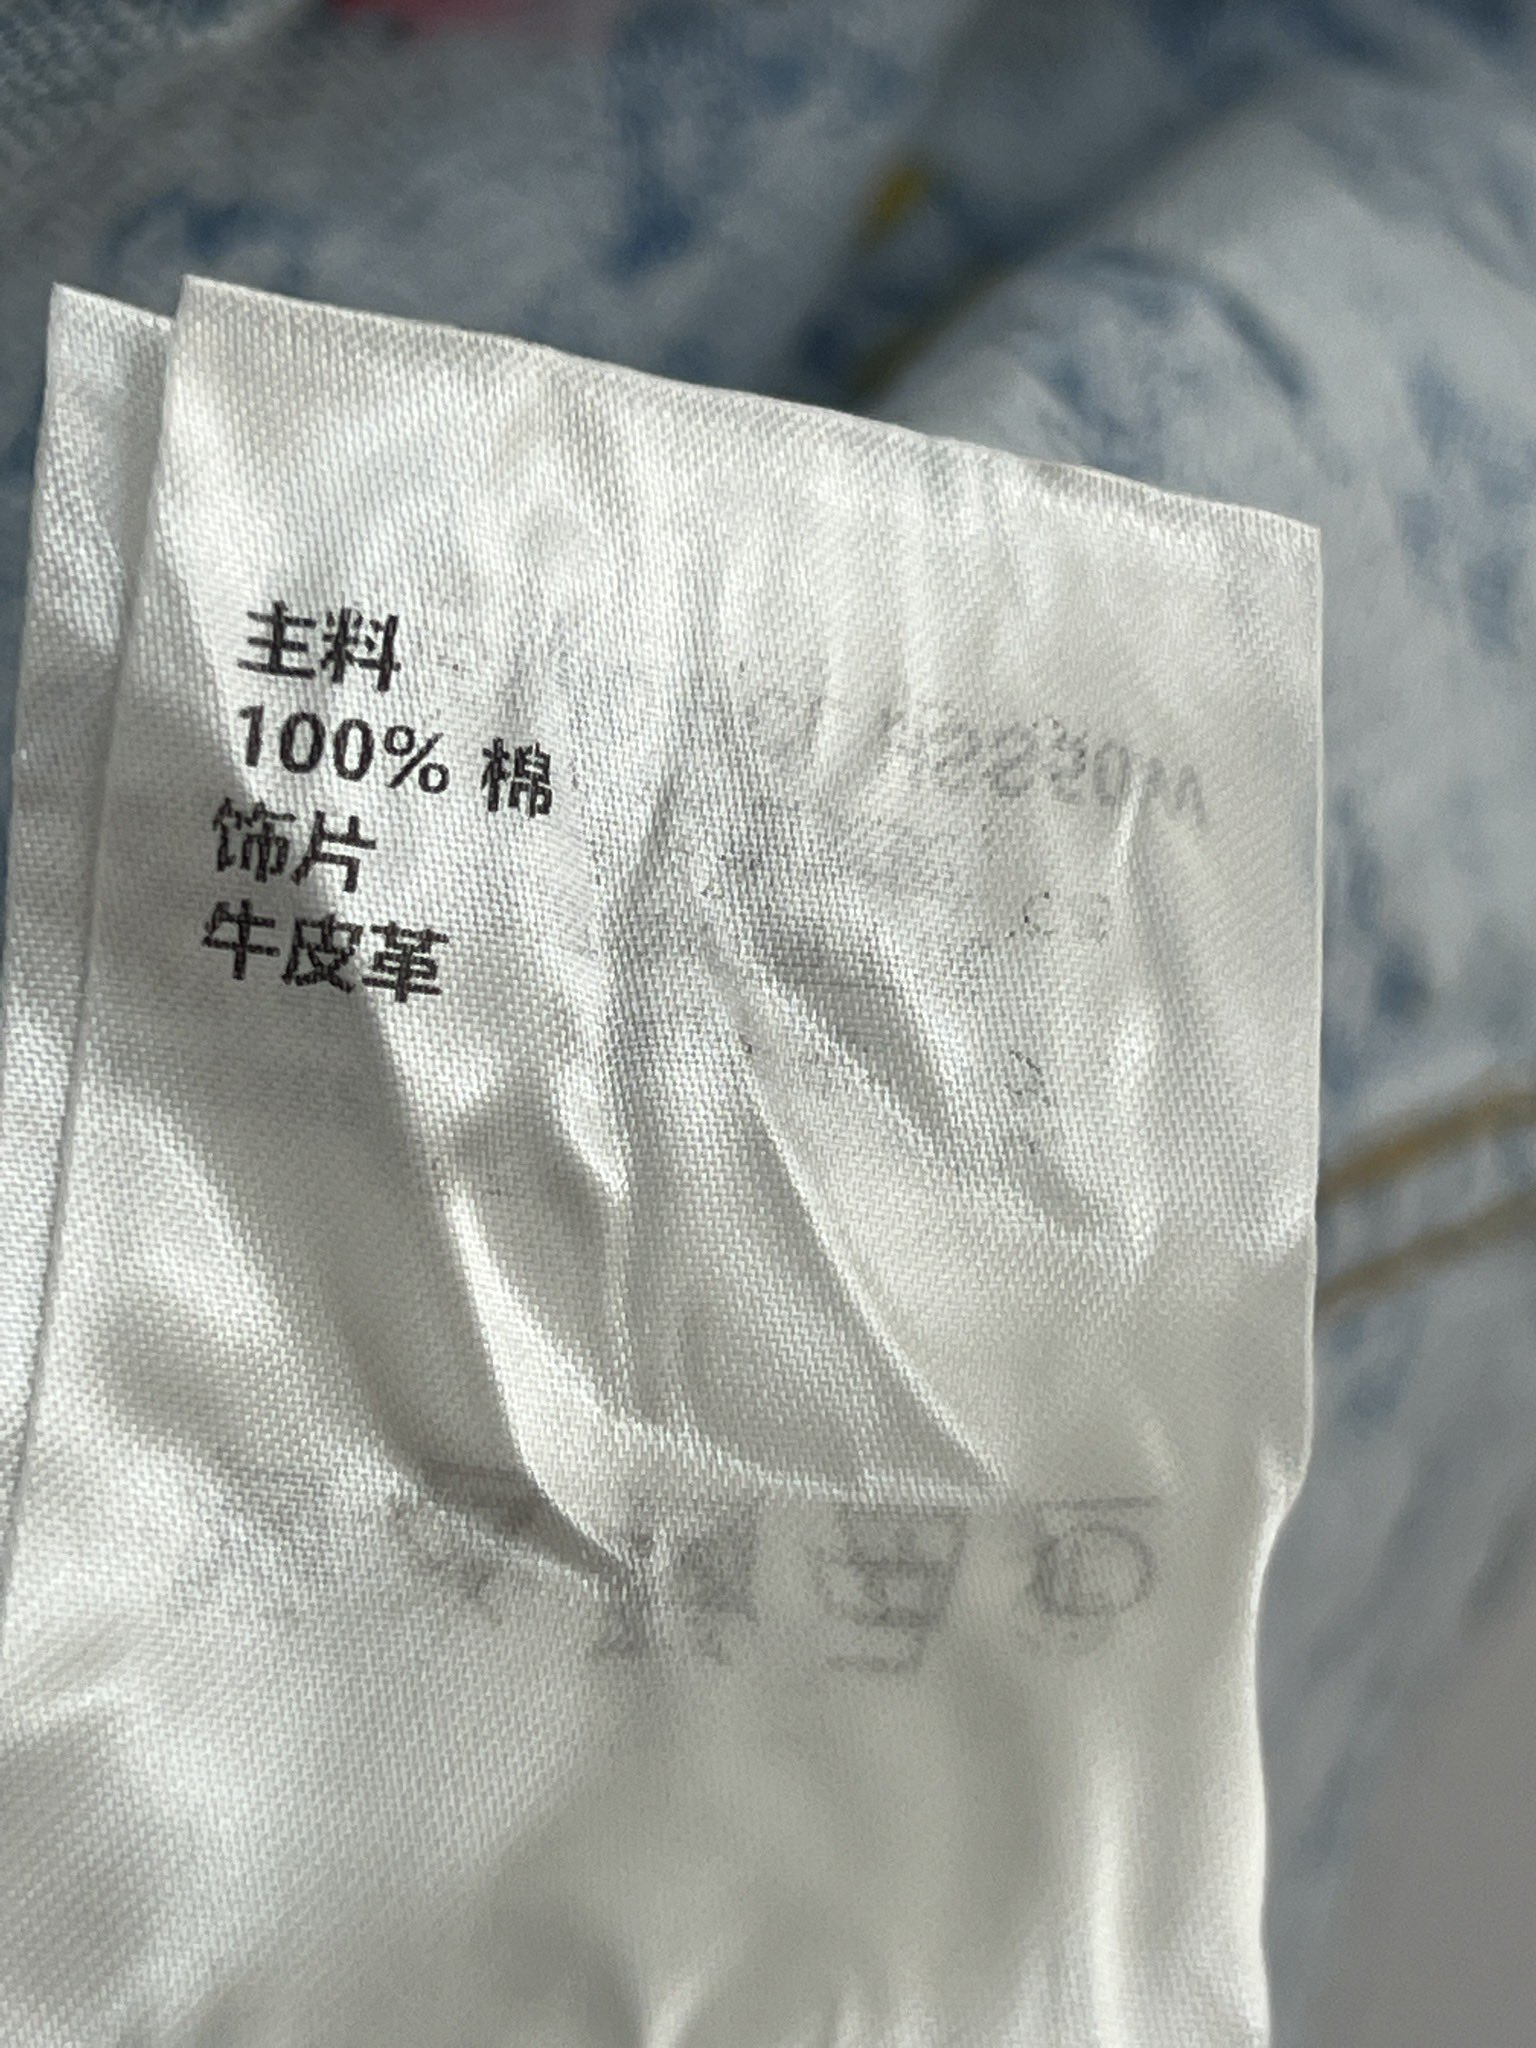 主料
100% 棉
饰片
牛皮革